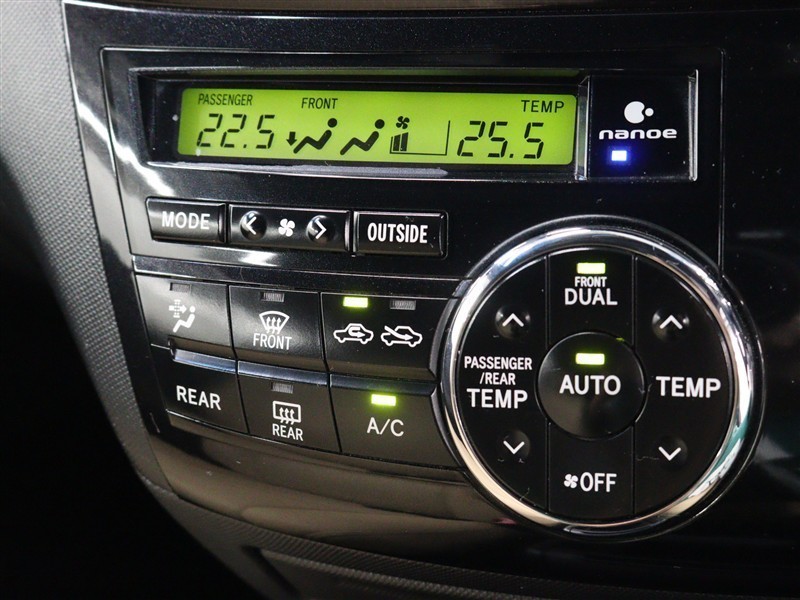 PASSENGER FRONT TEMP
22.5 25.5
nanoe
MODE
OUTSIDE
FRONT
REAR
REAR
A/C
FRONT
DUAL
PASSENGER
/REAR
TEMP
AUTO
TEMP
OFF